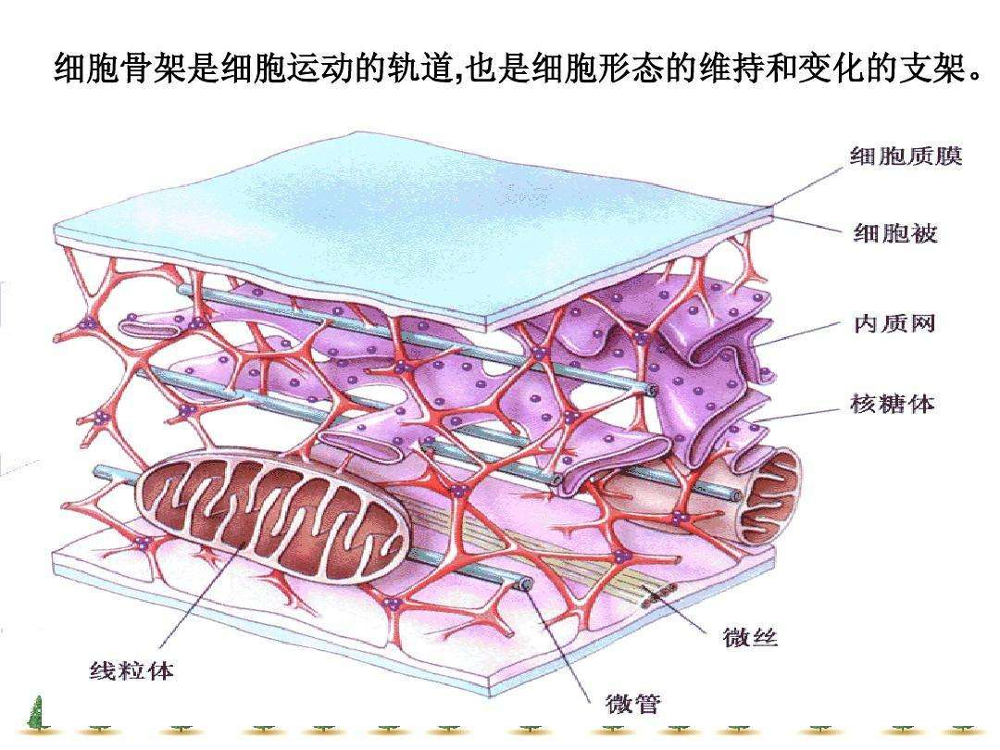 细胞骨架是细胞运动的轨道,也是细胞形态的维持和变化的支架。
细胞质膜
细胞被
内质网
核糖体
微丝
线粒体
微管